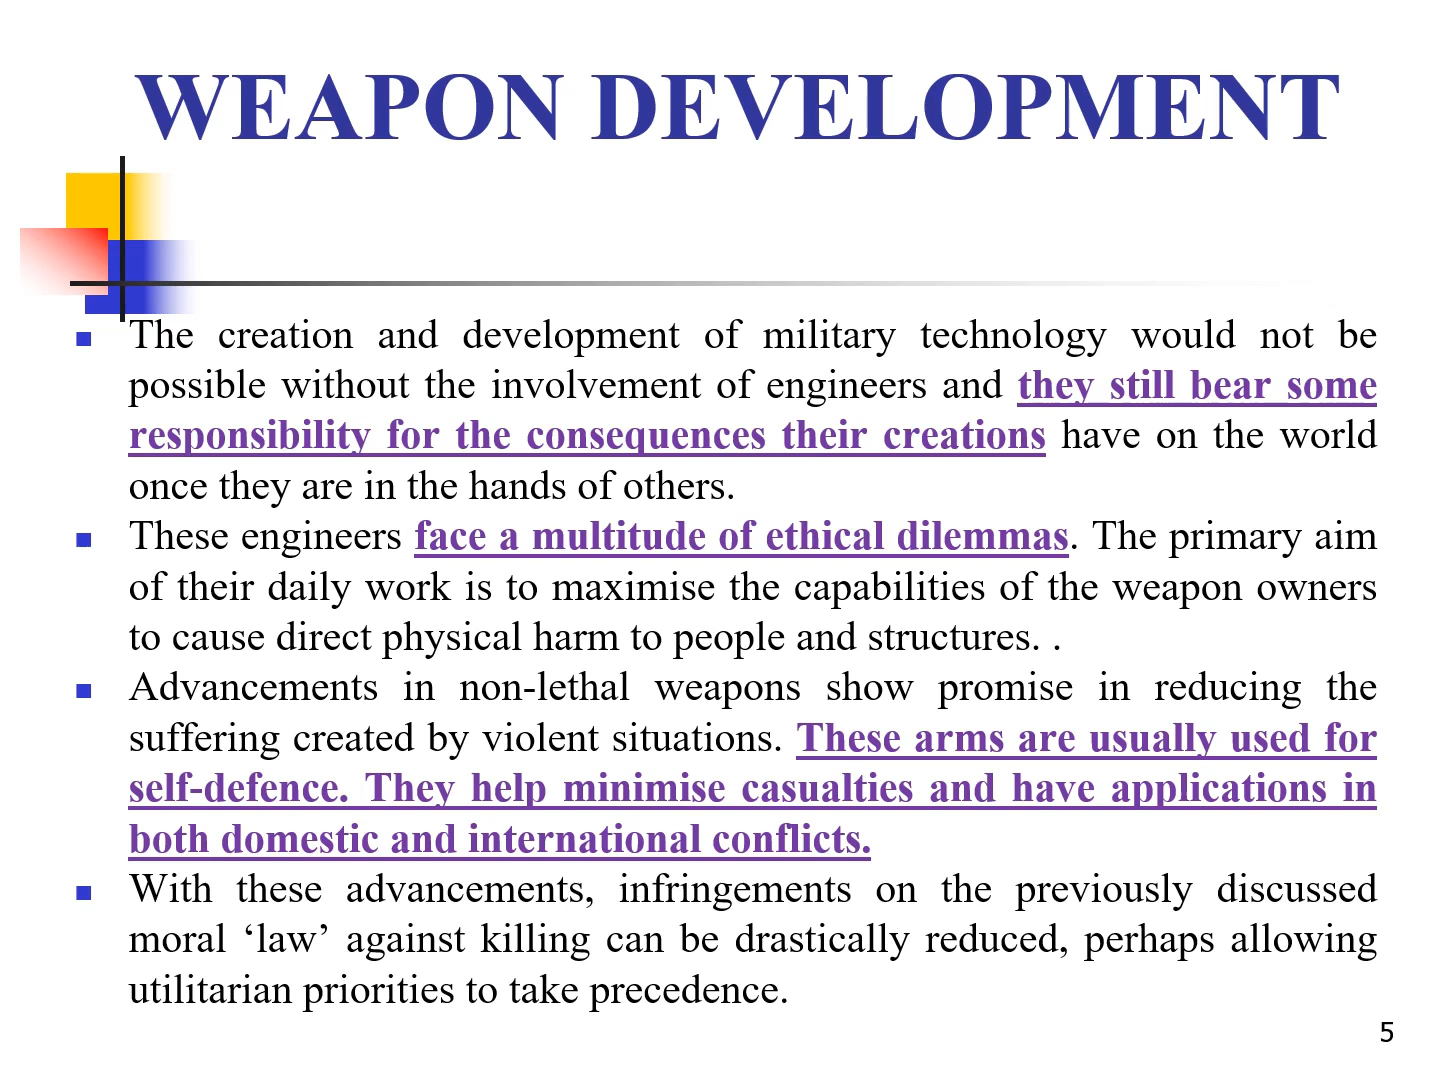 WEAPON DEVELOPMENT
The creation and development of military technology would not be
possible without the involvement of engineers and they still bear some
responsibility for the consequences their creations have on the world
once they are in the hands of others.
These engineers face a multitude of ethical dilemmas. The primary aim
of their daily work is to maximise the capabilities of the weapon owners
to cause direct physical harm to people and structures. .
Advancements in non-lethal weapons show promise in reducing the
suffering created by violent situations. These arms are usually used for
self-defence. They help minimise casualties and have applications in
both domestic and international conflicts.
With these advancements, infringements on the previously discussed
moral ‘law’ against killing can be drastically reduced, perhaps allowing
utilitarian priorities to take precedence.
5